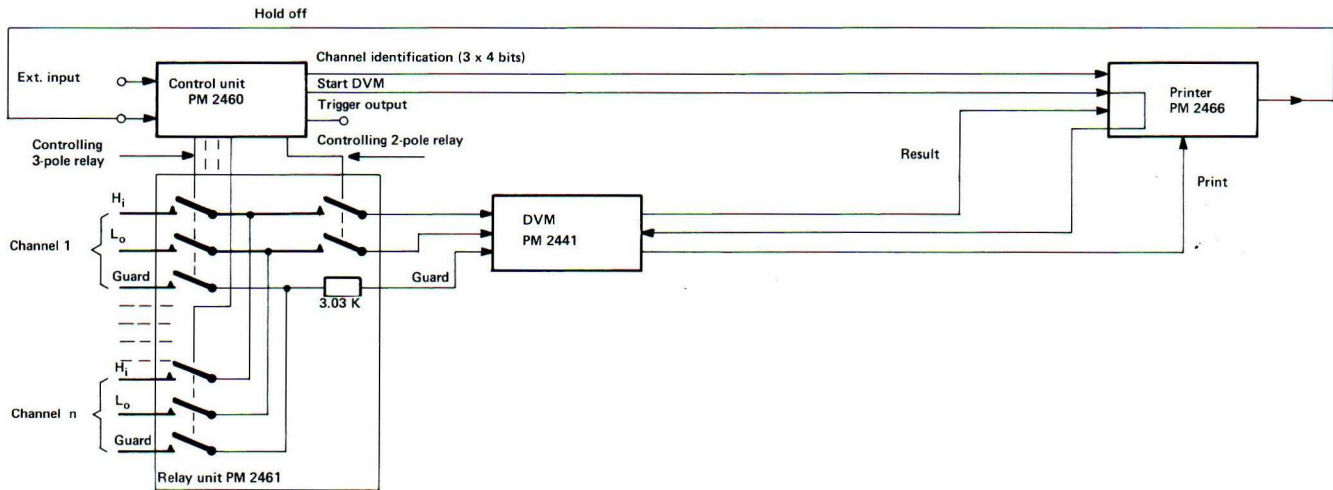 Hold off
Channel identification (3 x 4 bits)
Ext. input
Control unit
PM 2460
Start DVM
Trigger output
Printer
PM 2466
Controlling
3-pole relay
Controlling 2-pole relay
Result
Print
Hi
Lo
Guard
Channel 1
DVM
PM 2441
Guard
3.03 K
Hi
Lo
Guard
Channel n
Relay unit PM 2461